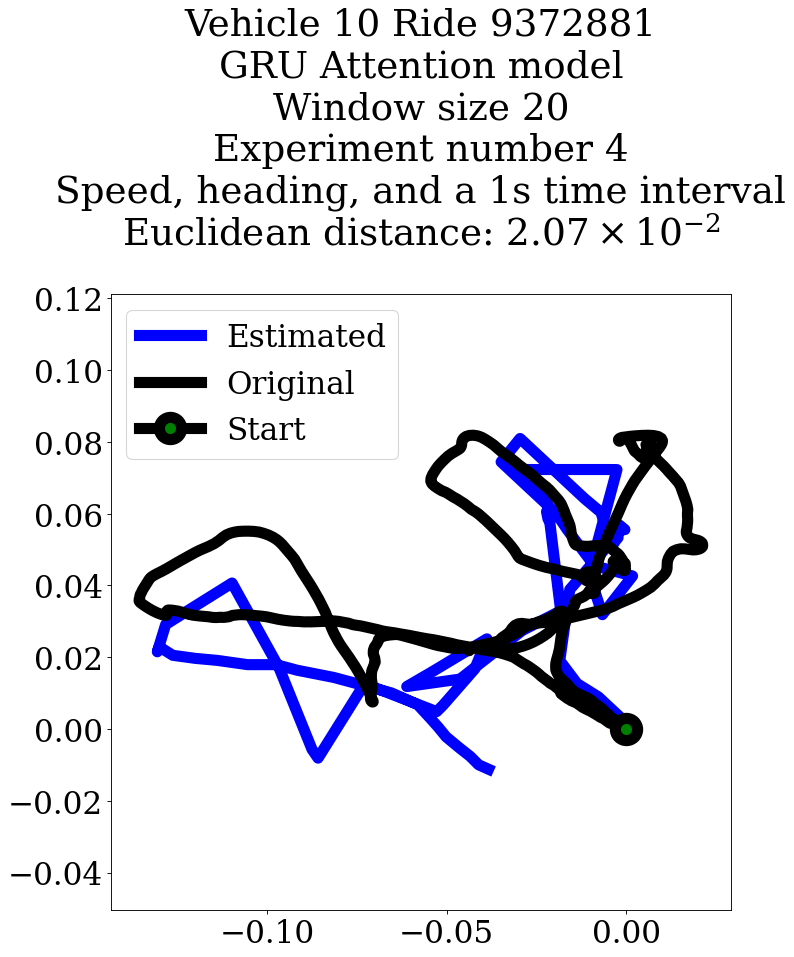 Vehicle 10 Ride 9372881
GRU Attention model
Window size 20
Experiment number 4
Speed, heading, and a 1s time interval
Euclidean distance: 2.07 × 10⁻²
Estimated
Original
Start
0.12
0.10
0.08
0.06
0.04
0.02
0.00
−0.02
−0.04
−0.10
−0.05
0.00